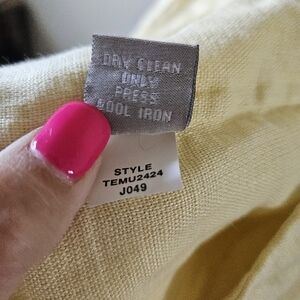 DRY CLEAN
ONLY
PRESS
COOL IRON
STYLE
TEMU2424
J049